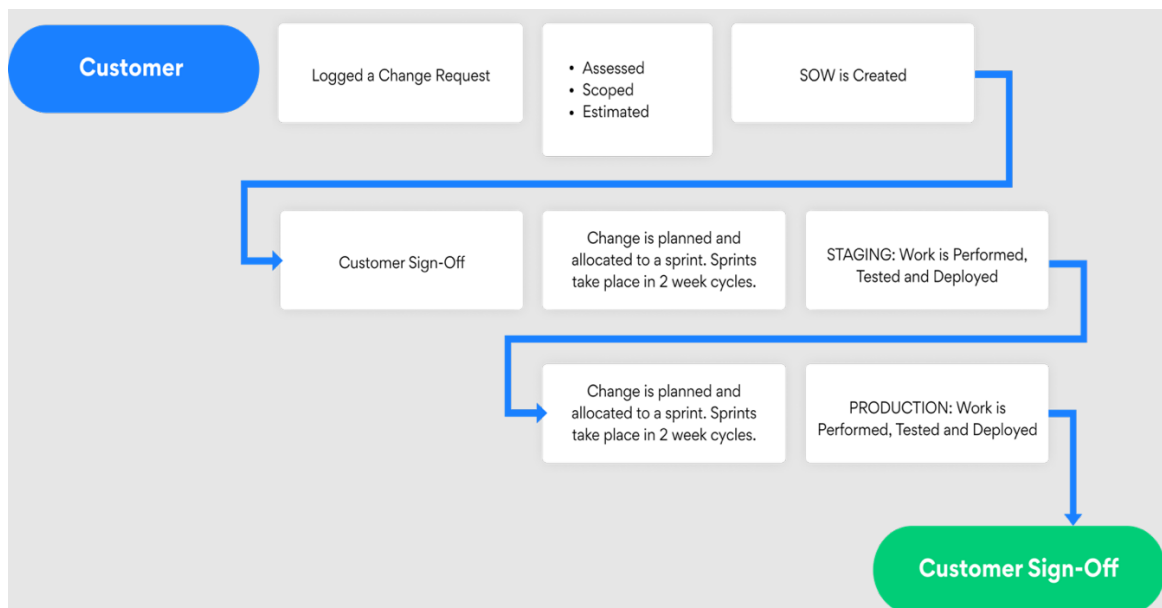 Customer
Logged a Change Request
• Assessed
• Scoped
• Estimated
SOW is Created
Customer Sign-Off
Change is planned and
allocated to a sprint. Sprints
take place in 2 week cycles.
STAGING: Work is Performed,
Tested and Deployed
Change is planned and
allocated to a sprint. Sprints
take place in 2 week cycles.
PRODUCTION: Work is
Performed, Tested and Deployed
Customer Sign-Off